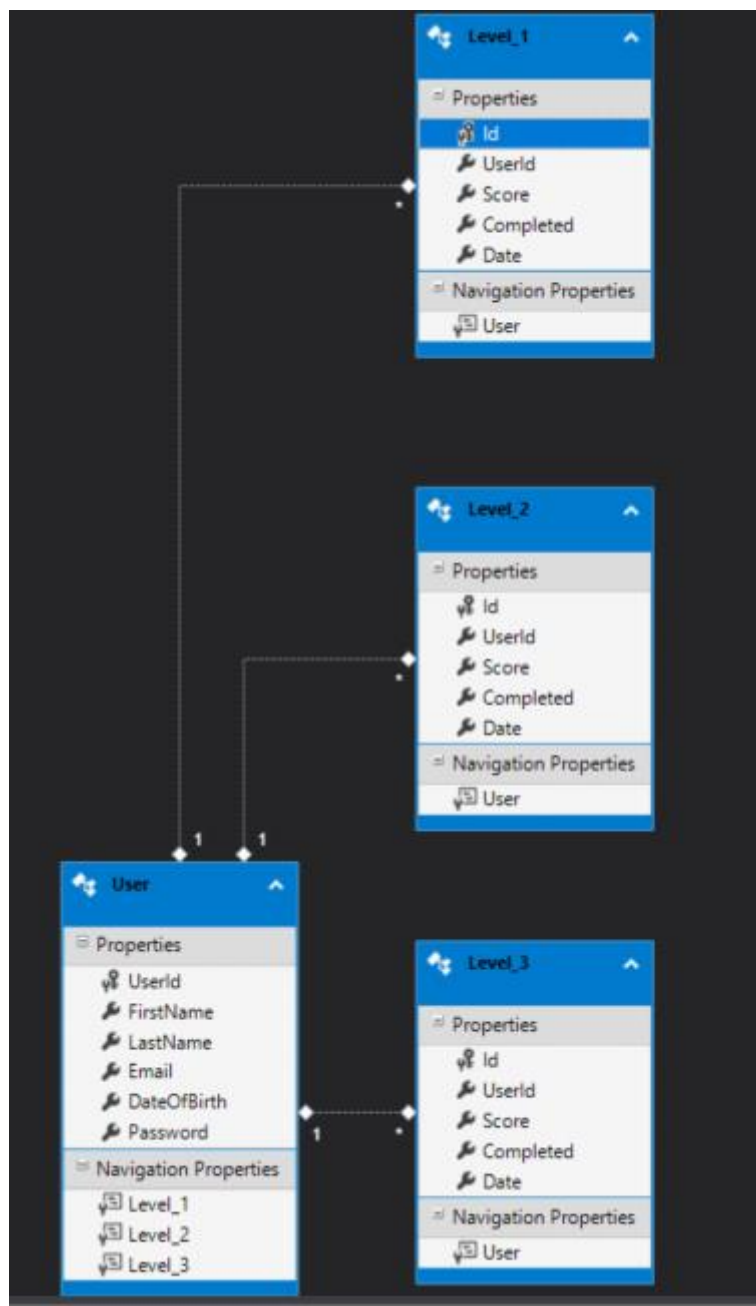 Level_1
Properties
Id
UserId
Score
Completed
Date
Navigation Properties
User
*
Level_2
Properties
Id
UserId
Score
Completed
Date
Navigation Properties
User
*
1
1
User
Properties
UserId
FirstName
LastName
Email
DateOfBirth
Password
Navigation Properties
Level_1
Level_2
Level_3
1
*
Level_3
Properties
Id
UserId
Score
Completed
Date
Navigation Properties
User